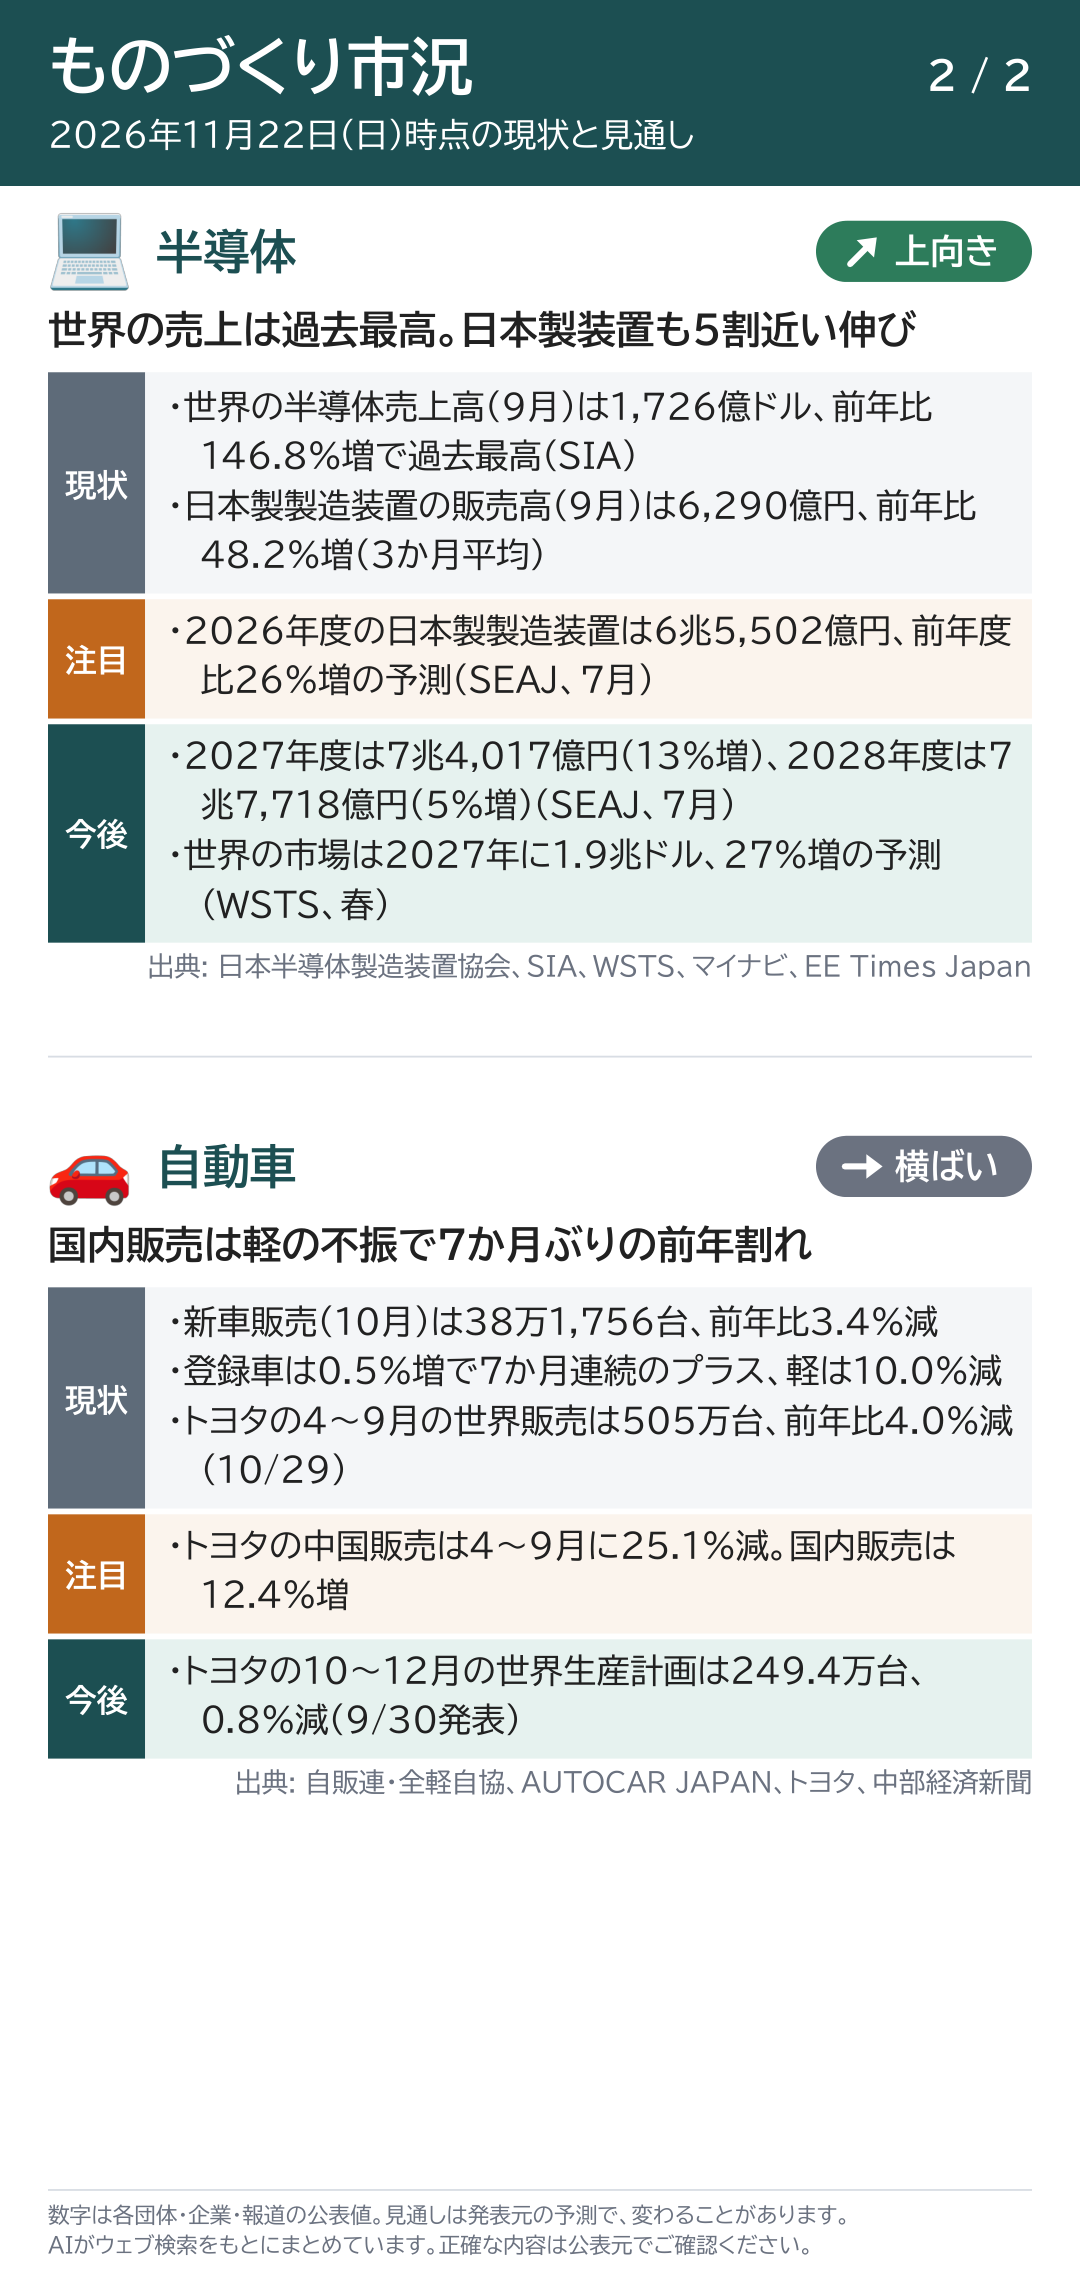 ものづくり市況
2 / 2
2026年11月22日(日)時点の現状と見通し
半導体
上向き
世界の売上は過去最高。日本製装置も5割近い伸び
現状
・世界の半導体売上高(9月)は1,726億ドル、前年比
146.8%増で過去最高(SIA)
・日本製製造装置の販売高(9月)は6,290億円、前年比
48.2%増(3か月平均)
注目
・2026年度の日本製製造装置は6兆5,502億円、前年度
比26%増の予測(SEAJ、7月)
今後
・2027年度は7兆4,017億円(13%増)、2028年度は7
兆7,718億円(5%増)(SEAJ、7月)
・世界の市場は2027年に1.9兆ドル、27%増の予測
(WSTS、春)
出典: 日本半導体製造装置協会、SIA、WSTS、マイナビ、EE Times Japan
自動車
横ばい
国内販売は軽の不振で7か月ぶりの前年割れ
現状
・新車販売(10月)は38万1,756台、前年比3.4%減
・登録車は0.5%増で7か月連続のプラス、軽は10.0%減
・トヨタの4〜9月の世界販売は505万台、前年比4.0%減
(10/29)
注目
・トヨタの中国販売は4〜9月に25.1%減。国内販売は
12.4%増
今後
・トヨタの10〜12月の世界生産計画は249.4万台、
0.8%減(9/30発表)
出典: 自販連・全軽自協、AUTOCAR JAPAN、トヨタ、中部経済新聞
数字は各団体・企業・報道の公表値。見通しは発表元の予測で、変わることがあります。
AIがウェブ検索をもとにまとめています。正確な内容は公表元でご確認ください。